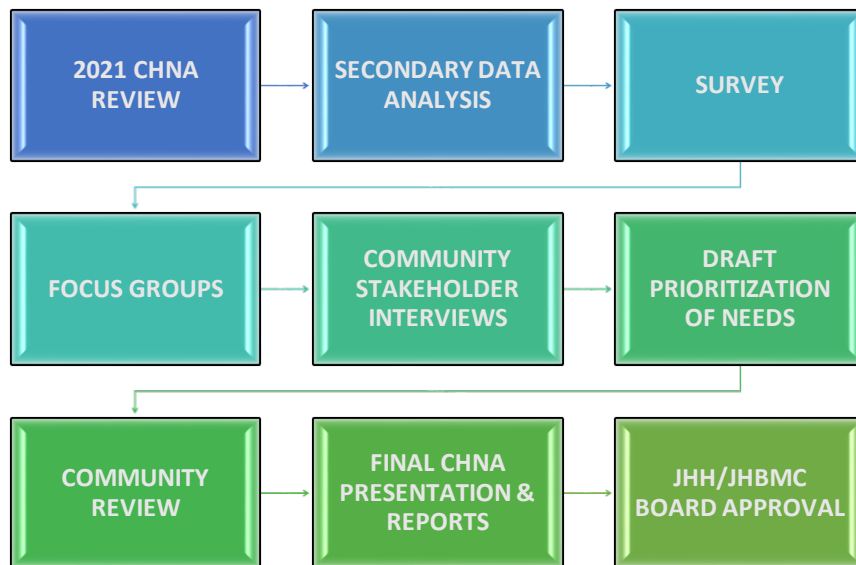 2021 CHNA
REVIEW
SECONDARY DATA
ANALYSIS
SURVEY
FOCUS GROUPS
COMMUNITY
STAKEHOLDER
INTERVIEWS
DRAFT
PRIORITIZATION
OF NEEDS
COMMUNITY
REVIEW
FINAL CHNA
PRESENTATION &
REPORTS
JHH/JHBMC
BOARD APPROVAL